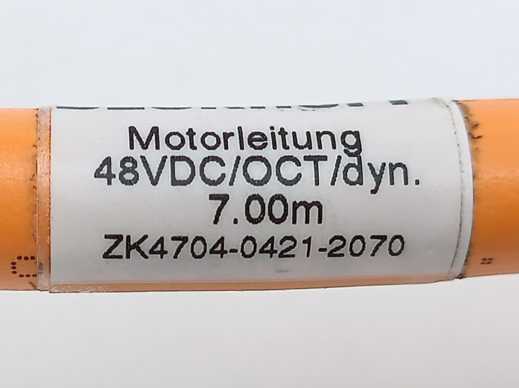 Motorleitung
48VDC/OCT/dyn.
7.00m
ZK4704-0421-2070